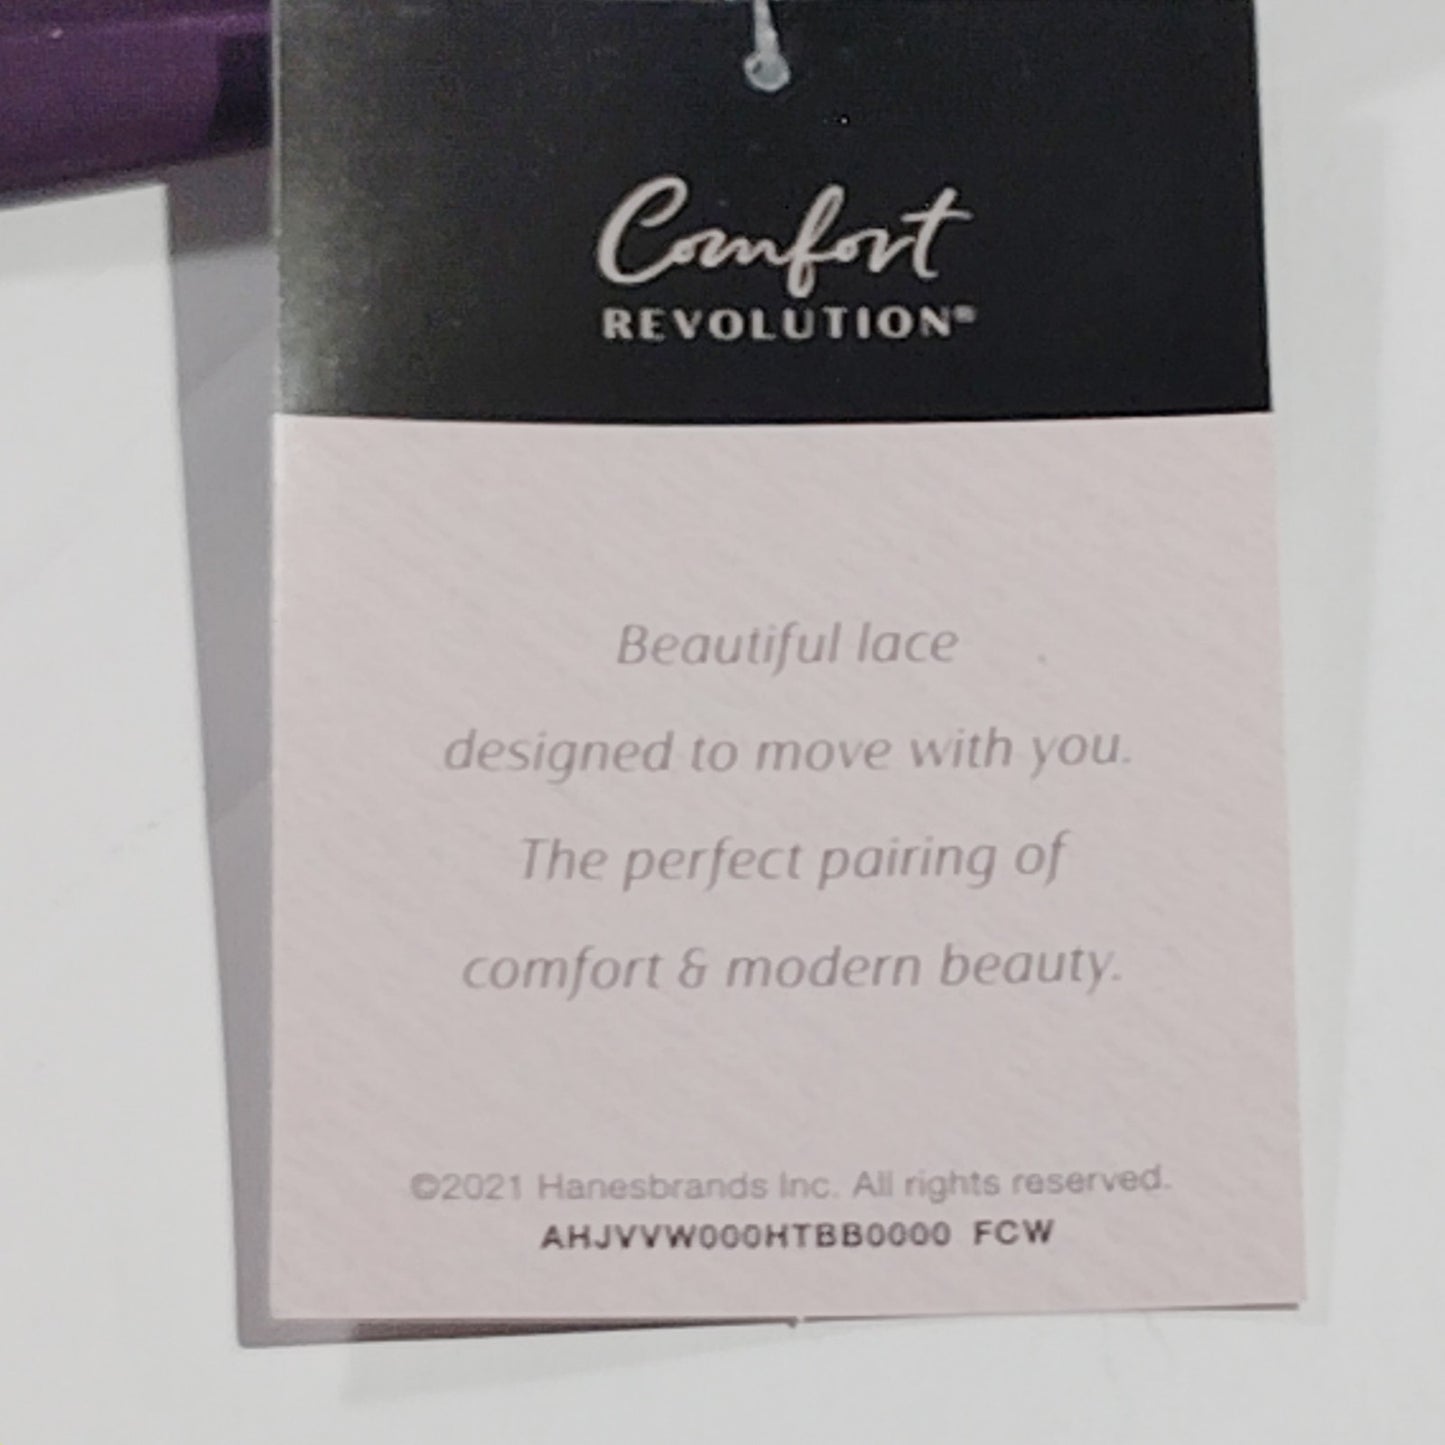 Comfort
REVOLUTION®
Beautiful lace
designed to move with you.
The perfect pairing of
comfort & modern beauty.
©2021 Hanesbrands Inc. All rights reserved.
AHJVVW000HTBB0000 FCW